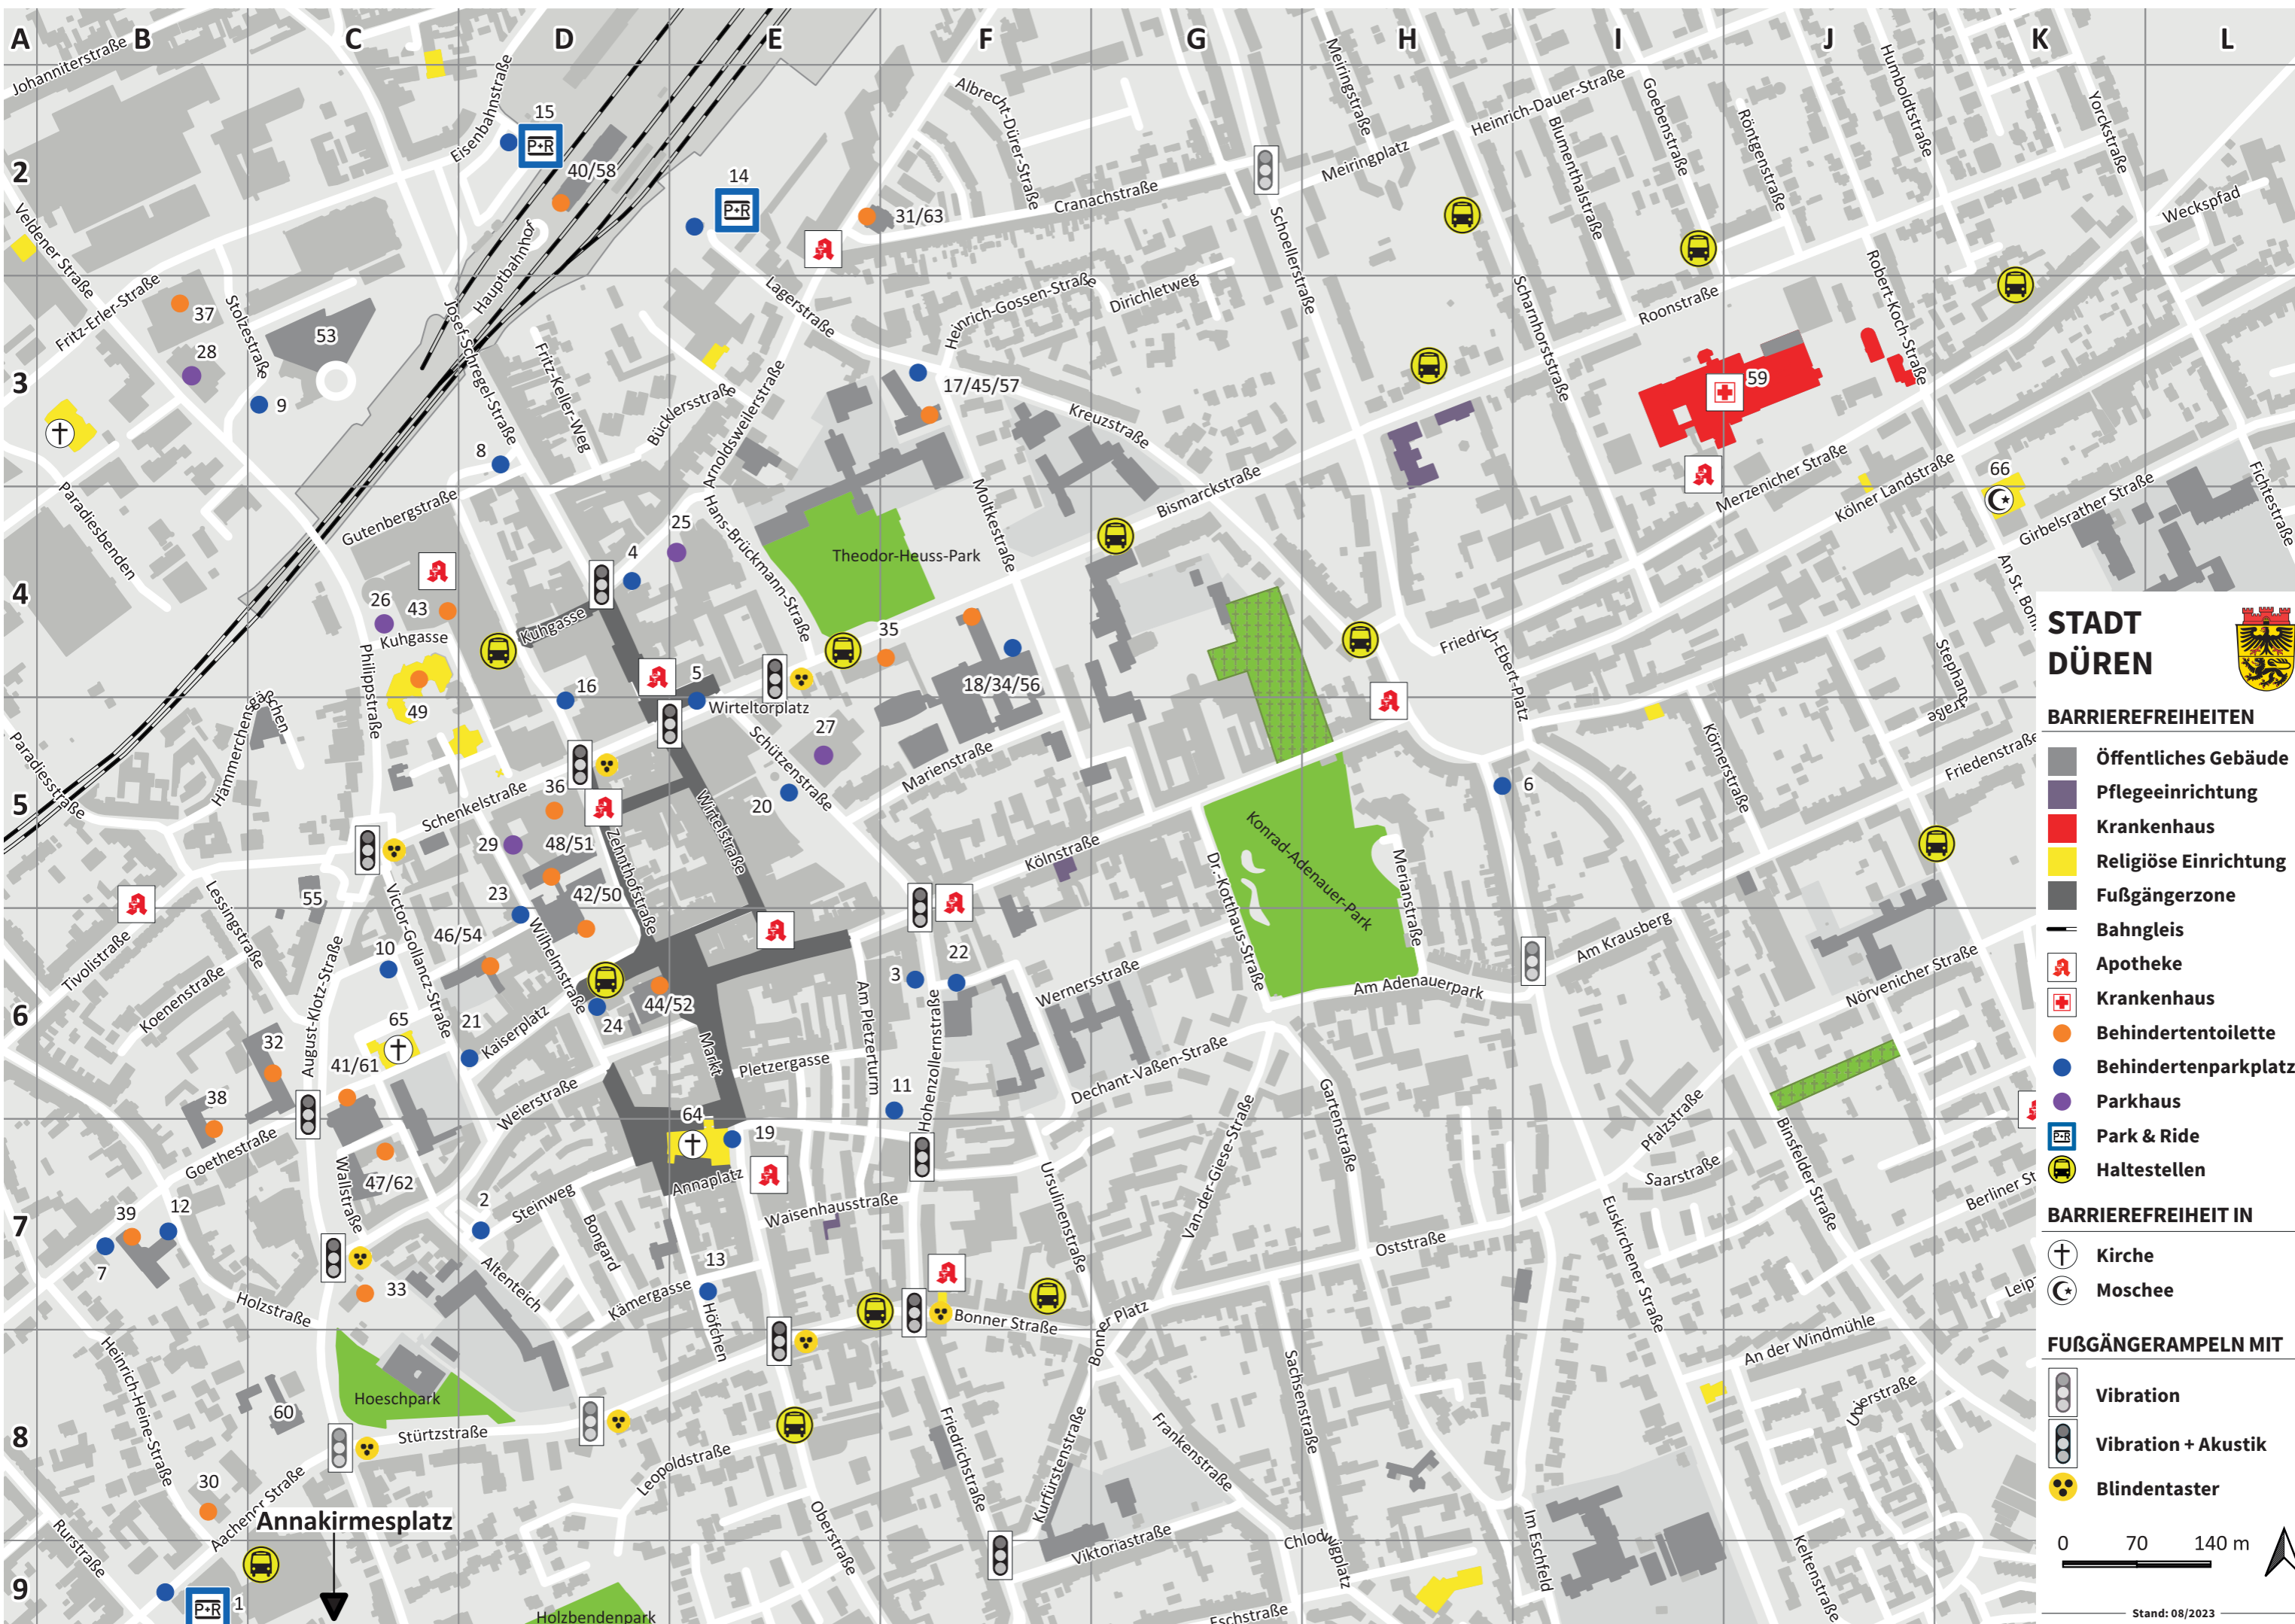 A B C D E F G H I J K L
Johanniterstraße
Eisenbahnstraße
15
P+R
40/58
14
P+R
31/63
Albrecht-Dürer-Straße
Cranachstraße
Meiringstraße
Meiringplatz
Heinrich-Dauer-Straße
Blumenthalstraße
Goebenstraße
Röntgenstraße
Humboldtstraße
Yorckstraße
Weckspfad
2
Veldener Straße
Fritz-Erler-Straße
Stolzestraße
37
28
53
9
Hauptbahnhof
Josef-Schregel-Straße
Fritz-Keller-Weg
Bücklersstraße
Arnoldsweilerstraße
Lagerstraße
Heinrich-Gossen-Straße
Dirichletweg
Schoellerstraße
Scharnhorststraße
Roonstraße
Robert-Koch-Straße
17/45/57
Kreuzstraße
59
3
8
Bismarckstraße
Merzenicher Straße
Kölner Landstraße
66
Girbelsrather Straße
Fichtestraße
Paradiesbenden
Gutenbergstraße
25
Hans-Brückmann-Straße
Moltkestraße
Theodor-Heuss-Park
4
An St. Bon
4
26
43
Kuhgasse
Kuhgasse
35
Friedrich-Ebert-Platz
Stephanstraße
Philippstraße
16
5
18/34/56
49
Wirteltorplatz
27
Hämmerchensgäßchen
Paradiesstraße
Schützenstraße
Marienstraße
Körnerstraße
Friedenstraße
5
36
20
6
Schenkelstraße
Wirtelstraße
29
48/51
Zehnthofstraße
Kölnstraße
Konrad-Adenauer-Park
Dr.-Kotthaus-Straße
Merianstraße
55
23
42/50
Lessingstraße
Victor-Gollancz-Straße
Tivolistraße
46/54
Wilhelmstraße
10
3
22
Wernersstraße
Am Krausberg
Nörvenicher Straße
Am Adenauerpark
Koenenstraße
44/52
24
Am Pletzerturm
6
August-Klotz-Straße
65
21
Kaiserplatz
Markt
Hohenzollernstraße
32
41/61
Pletzergasse
Dechant-Vaßen-Straße
38
Weierstraße
11
Gartenstraße
Pfalzstraße
Goethestraße
64
19
Van-der-Giese-Straße
Binsfelder Straße
47/62
Wallstraße
Annaplatz
Saarstraße
Steinweg
Waisenhausstraße
Ursulinenstraße
Berliner St
7
39
12
2
Bongard
7
13
Oststraße
Euskirchener Straße
33
Altenteich
Kämergasse
Höfchen
Holzstraße
Bonner Straße
Bonner Platz
Leip
An der Windmühle
Heinrich-Heine-Straße
Hoeschpark
60
Stürtzstraße
8
Leopoldstraße
Friedrichstraße
Kurfürstenstraße
Frankenstraße
Sachsenstraße
30
Aachener Straße
Annakirmesplatz
Rurstraße
Oberstraße
Viktoriastraße
Chlodwigplatz
Im Eschfeld
Keltenstraße
9
P+R
1
Holzbendenpark
Eschstraße
STADT
DÜREN
BARRIEREFREIHEITEN
Öffentliches Gebäude
Pflegeeinrichtung
Krankenhaus
Religiöse Einrichtung
Fußgängerzone
Bahngleis
Apotheke
Krankenhaus
Behindertentoilette
Behindertenparkplatz
Parkhaus
P+R
Park & Ride
Haltestellen
BARRIEREFREIHEIT IN
Kirche
Moschee
FUẞGÄNGERAMPELN MIT
Vibration
Vibration + Akustik
Blindentaster
0 70 140 m
Stand: 08/2023